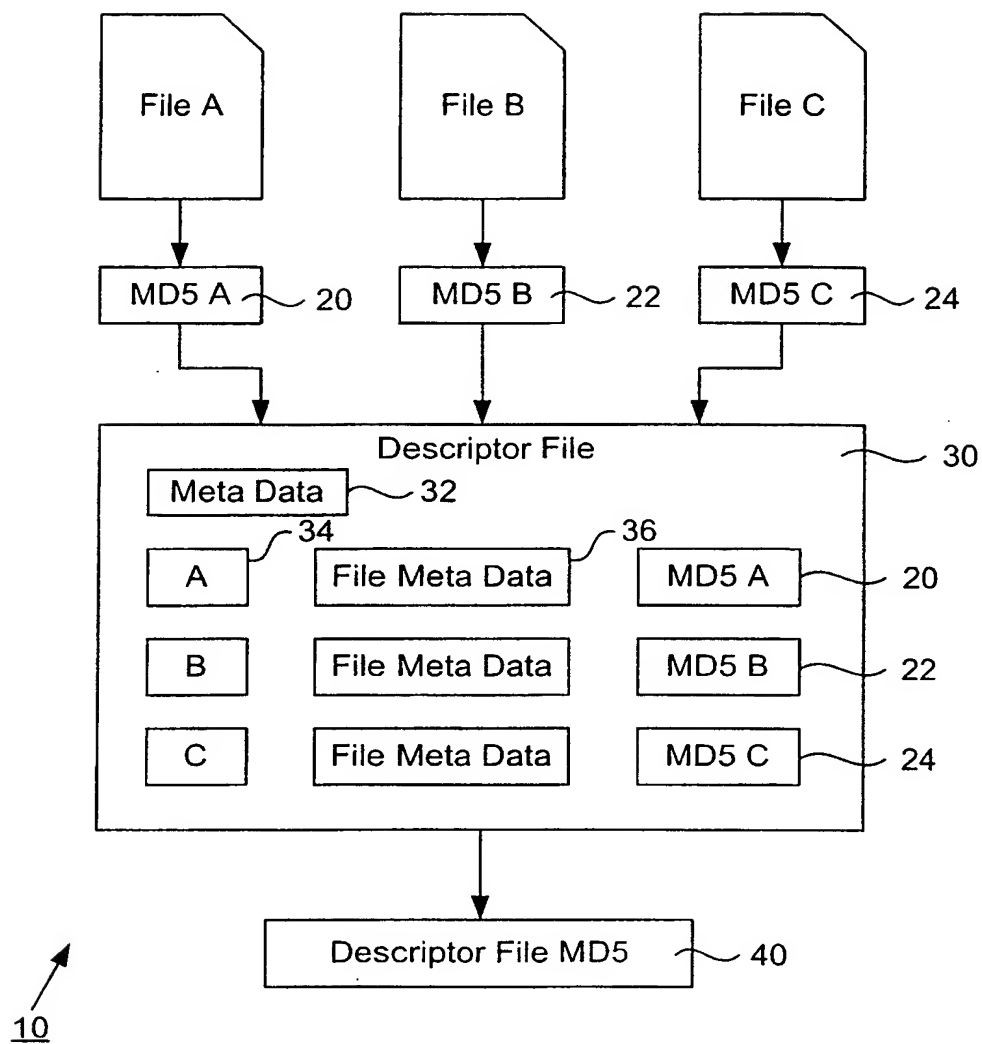 File A File B File C
MD5 A 20 MD5 B 22 MD5 C 24
Descriptor File 30
Meta Data 32
34 36
A File Meta Data MD5 A 20
B File Meta Data MD5 B 22
C File Meta Data MD5 C 24
Descriptor File MD5 40
10